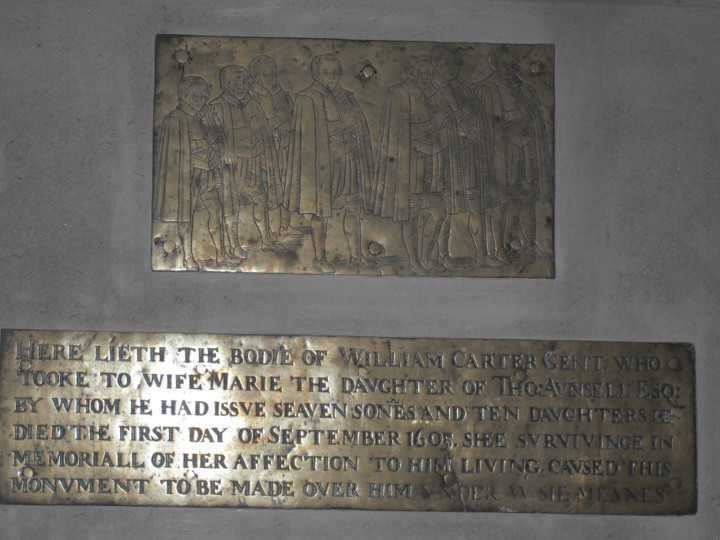 HERE LIETH THE BODIE OF WILLIAM CARTER GENT: WHO
TOOKE TO WIFE MARIE THE DAVGHTER OF THO: AVNSELL ESQ:
BY WHOM HE HAD ISSVE SEAVEN SONES AND TEN DAVGHTERS HE
DIED THE FIRST DAY OF SEPTEMBER 1605. SHEE SVRVIVINGE IN
MEMORIALL OF HER AFFECTION TO HIM LIVING, CAVSED THIS
MONVMENT TO BE MADE OVER HIM